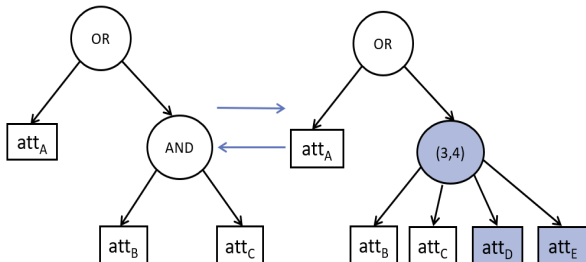 OR
att_A
AND
att_B
att_C
OR
att_A
(3,4)
att_B
att_C
att_D
att_E